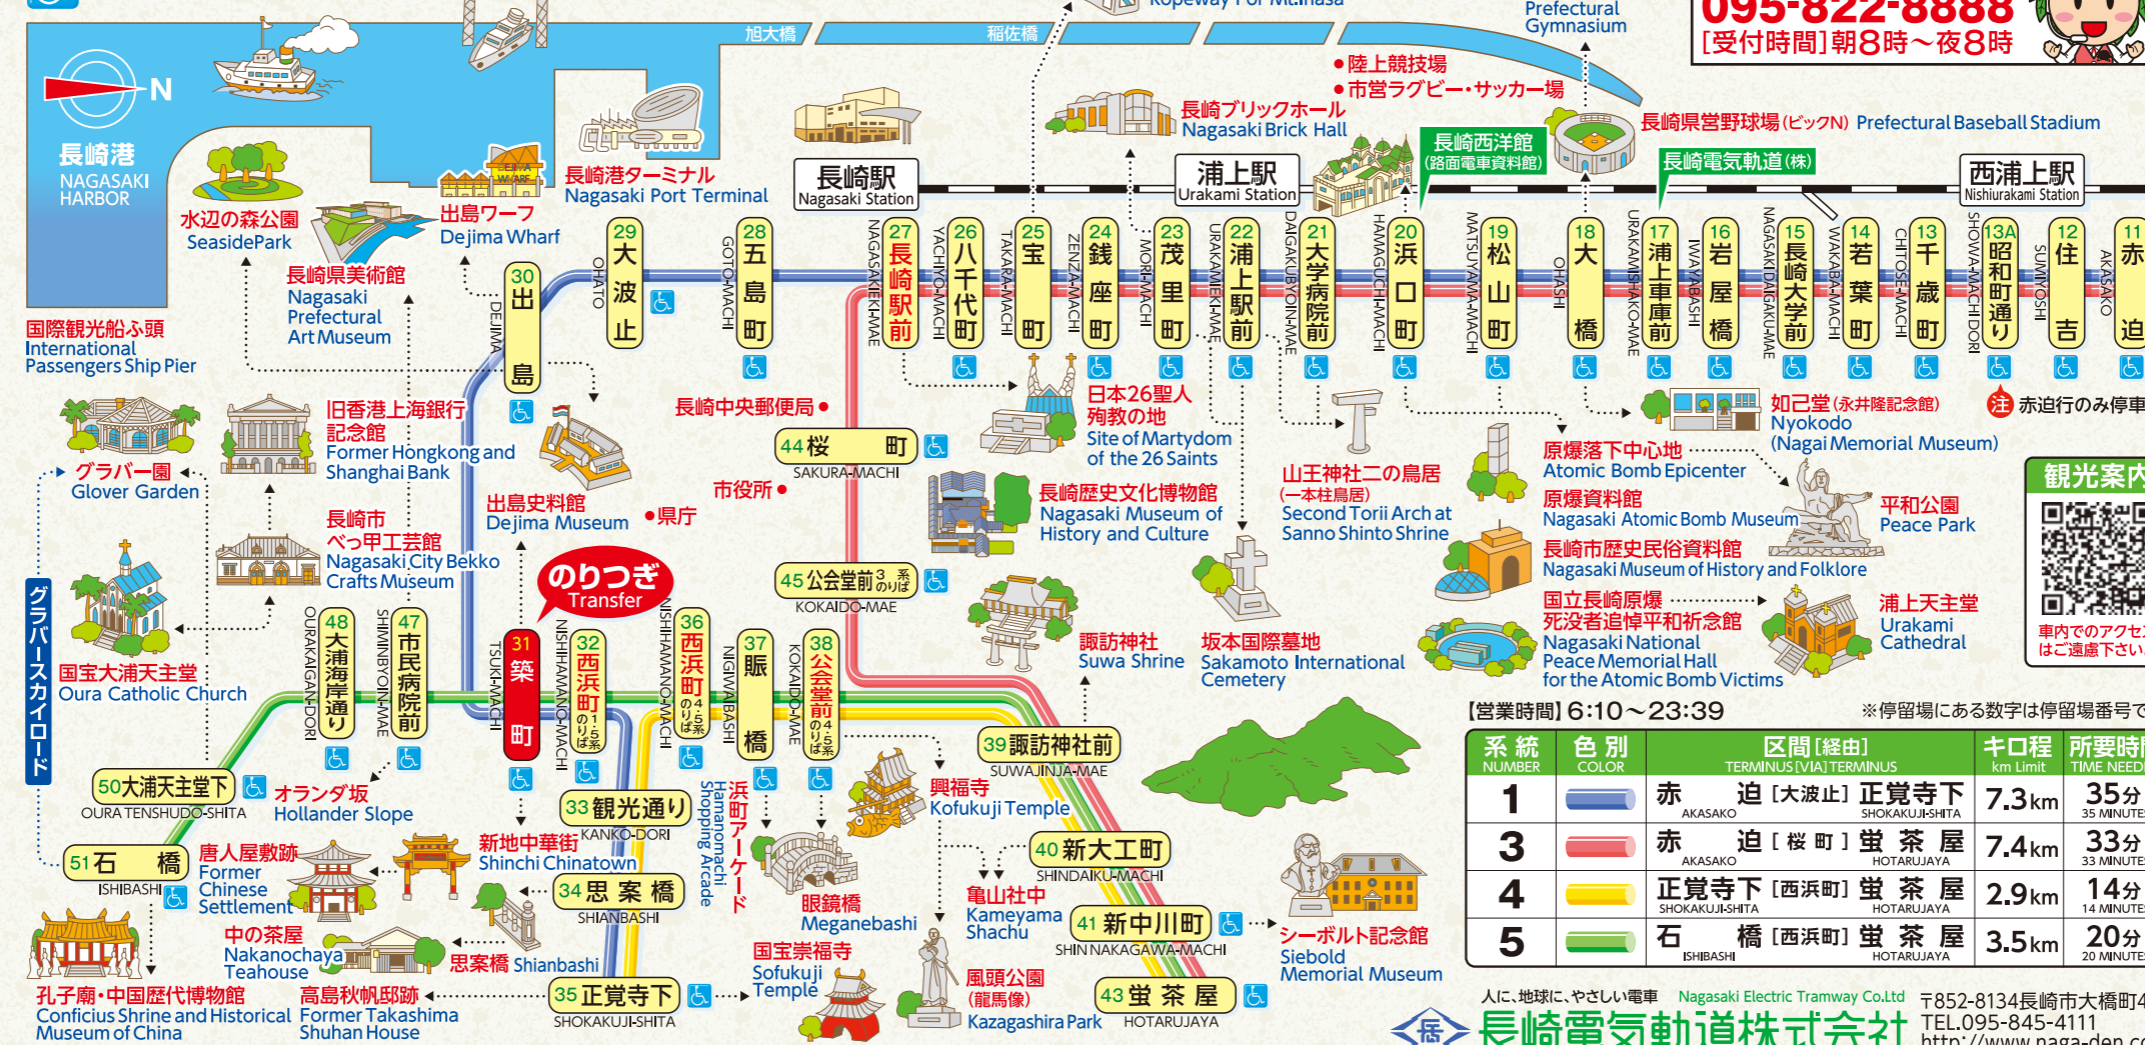 Ropeway For Mt.Inasa
Prefectural
Gymnasium
095-822-8888
[受付時間]朝8時～夜8時
旭大橋
稲佐橋
N
長崎港
NAGASAKI
HARBOR
水辺の森公園
SeasidePark
長崎県美術館
Nagasaki
Prefectural
Art Museum
DEJIMA
WHARF
出島ワーフ
Dejima Wharf
長崎港ターミナル
Nagasaki Port Terminal
長崎駅
Nagasaki Station
長崎ブリックホール
Nagasaki Brick Hall
浦上駅
Urakami Station
●陸上競技場
●市営ラグビー・サッカー場
長崎西洋館
(路面電車資料館)
長崎県営野球場(ビックN) Prefectural Baseball Stadium
長崎電気軌道(株)
西浦上駅
Nishiurakami Station
国際観光船ふ頭
International
Passengers Ship Pier
30 出島
DEJIMA
29 大波止
OHATO
28 五島町
GOTO-MACHI
27 長崎駅前
NAGASAKIEKI-MAE
26 八千代町
YACHIYO-MACHI
25 宝町
TAKARA-MACHI
24 銭座町
ZENZA-MACHI
23 茂里町
MORI-MACHI
22 浦上駅前
URAKAMIEKI-MAE
21 大学病院前
DAIGAKUBYOIN-MAE
20 浜口町
HAMAGUCHI-MACHI
19 松山町
MATSUYAMA-MACHI
18 大橋
OHASHI
17 浦上車庫前
URAKAMISHAKO-MAE
16 岩屋橋
IWAYABASHI
15 長崎大学前
NAGASAKIDAIGAKU-MAE
14 若葉町
WAKABA-MACHI
13 千歳町
CHITOSE-MACHI
13A 昭和町通り
SHOWA-MACHIDORI
12 住吉
SUMIYOSHI
11 赤迫
AKASAKO
注 赤迫行のみ停車
グラバー園
Glover Garden
旧香港上海銀行
記念館
Former Hongkong and
Shanghai Bank
長崎市
べっ甲工芸館
Nagasaki City Bekko
Crafts Museum
国宝大浦天主堂
Oura Catholic Church
グラバースカイロード
出島史料館
Dejima Museum
●県庁
長崎中央郵便局●
市役所●
44 桜町
SAKURA-MACHI
45 公会堂前 3系のりば
KOKAIDO-MAE
日本26聖人
殉教の地
Site of Martydom
of the 26 Saints
長崎歴史文化博物館
Nagasaki Museum of
History and Culture
諏訪神社
Suwa Shrine
山王神社二の鳥居
(一本柱鳥居)
Second Torii Arch at
Sanno Shinto Shrine
坂本国際墓地
Sakamoto International
Cemetery
如己堂(永井隆記念館)
Nyokodo
(Nagai Memorial Museum)
原爆落下中心地
Atomic Bomb Epicenter
原爆資料館
Nagasaki Atomic Bomb Museum
長崎市歴史民俗資料館
Nagasaki Museum of History and Folklore
国立長崎原爆
死没者追悼平和祈念館
Nagasaki National
Peace Memorial Hall
for the Atomic Bomb Victims
平和公園
Peace Park
浦上天主堂
Urakami
Cathedral
観光案内
車内でのアクセス
はご遠慮下さい
のりつぎ
Transfer
48 大浦海岸通り
OURAKAIGAN-DORI
47 市民病院前
SHIMINBYOIN-MAE
31 築町
TSUKI-MACHI
32 西浜町 1・5系のりば
NISHIHAMANO-MACHI
36 西浜町 4・5系のりば
NISHIHAMANO-MACHI
37 賑橋
NIGIWAIBASHI
38 公会堂前 4・5系のりば
KOKAIDO-MAE
39 諏訪神社前
SUWAJINJA-MAE
50 大浦天主堂下
OURA TENSHUDO-SHITA
51 石橋
ISHIBASHI
オランダ坂
Hollander Slope
33 観光通り
KANKO-DORI
34 思案橋
SHIANBASHI
35 正覚寺下
SHOKAKUJI-SHITA
新地中華街
Shinchi Chinatown
唐人屋敷跡
Former
Chinese
Settlement
中の茶屋
Nakanochaya
Teahouse
思案橋 Shianbashi
孔子廟・中国歴代博物館
Conficius Shrine and Historical
Museum of China
高島秋帆邸跡
Former Takashima
Shuhan House
浜町アーケード
Hamanomachi
Shopping Arcade
眼鏡橋
Meganebashi
興福寺
Kofukuji Temple
国宝崇福寺
Sofukuji
Temple
亀山社中
Kameyama
Shachu
風頭公園
(龍馬像)
Kazagashira Park
40 新大工町
SHINDAIKU-MACHI
41 新中川町
SHIN NAKAGAWA-MACHI
43 蛍茶屋
HOTARUJAYA
シーボルト記念館
Siebold
Memorial Museum
【営業時間】6:10～23:39
※停留場にある数字は停留場番号で
系統 色別 区間[経由] キロ程 所要時間
NUMBER COLOR TERMINUS[VIA]TERMINUS km Limit TIME NEED
1 赤迫[大波止]正覚寺下 7.3km 35分
AKASAKO SHOKAKUJI-SHITA 35 MINUTES
3 赤迫[桜町]蛍茶屋 7.4km 33分
AKASAKO HOTARUJAYA 33 MINUTES
4 正覚寺下[西浜町]蛍茶屋 2.9km 14分
SHOKAKUJI-SHITA HOTARUJAYA 14 MINUTES
5 石橋[西浜町]蛍茶屋 3.5km 20分
ISHIBASHI HOTARUJAYA 20 MINUTES
人に、地球に、やさしい電車 Nagasaki Electric Tramway Co.Ltd
長崎電気軌道株式会社
〒852-8134長崎市大橋町4
TEL.095-845-4111
http://www.naga-den.co